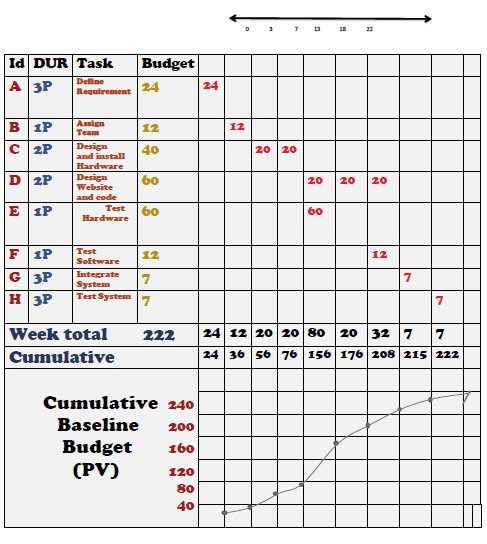 0 3 7 13 18 22
Id DUR Task Budget
A 3P Define Requirement 24 24
B 1P Assign Team 12 12
C 2P Design and install Hardware 40 20 20
D 2P Design Website and code 60 20 20 20
E 1P Test Hardware 60 60
F 1P Test Software 12 12
G 3P Integrate System 7 7
H 3P Test System 7 7
Week total 222 24 12 20 20 80 20 32 7 7
Cumulative 24 36 56 76 156 176 208 215 222
Cumulative Baseline Budget (PV)
240
200
160
120
80
40